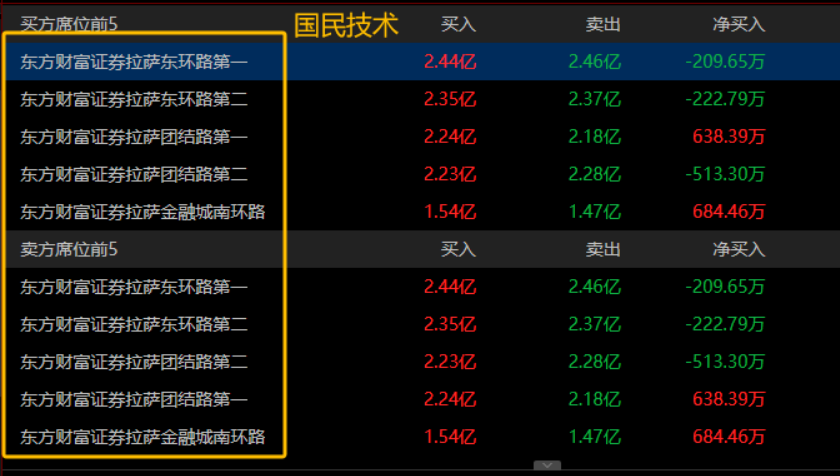 买方席位前5 国民技术 买入 卖出 净买入
东方财富证券拉萨东环路第一 2.44亿 2.46亿 -209.65万
东方财富证券拉萨东环路第二 2.35亿 2.37亿 -222.79万
东方财富证券拉萨团结路第一 2.24亿 2.18亿 638.39万
东方财富证券拉萨团结路第二 2.23亿 2.28亿 -513.30万
东方财富证券拉萨金融城南环路 1.54亿 1.47亿 684.46万
卖方席位前5 买入 卖出 净买入
东方财富证券拉萨东环路第一 2.44亿 2.46亿 -209.65万
东方财富证券拉萨东环路第二 2.35亿 2.37亿 -222.79万
东方财富证券拉萨团结路第二 2.23亿 2.28亿 -513.30万
东方财富证券拉萨团结路第一 2.24亿 2.18亿 638.39万
东方财富证券拉萨金融城南环路 1.54亿 1.47亿 684.46万